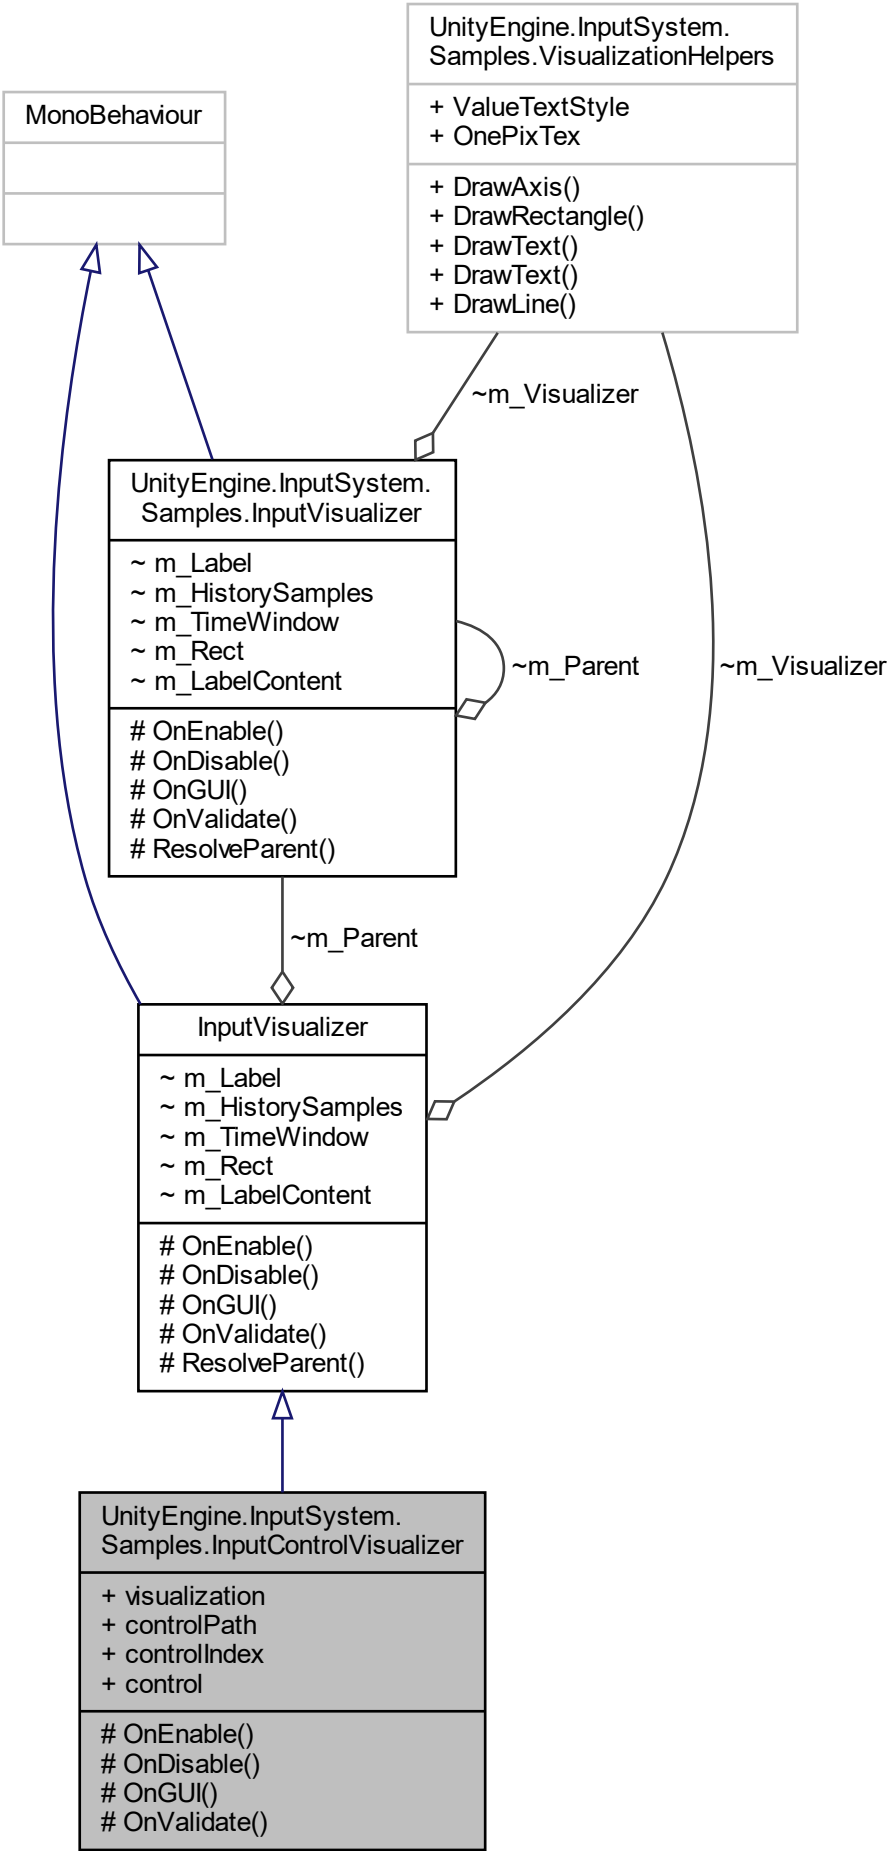 UnityEngine.InputSystem.
Samples.VisualizationHelpers
+ ValueTextStyle
+ OnePixTex
+ DrawAxis()
+ DrawRectangle()
+ DrawText()
+ DrawText()
+ DrawLine()
MonoBehaviour
~m_Visualizer
UnityEngine.InputSystem.
Samples.InputVisualizer
~ m_Label
~ m_HistorySamples
~ m_TimeWindow
~ m_Rect
~ m_LabelContent
# OnEnable()
# OnDisable()
# OnGUI()
# OnValidate()
# ResolveParent()
~m_Parent
~m_Visualizer
~m_Parent
InputVisualizer
~ m_Label
~ m_HistorySamples
~ m_TimeWindow
~ m_Rect
~ m_LabelContent
# OnEnable()
# OnDisable()
# OnGUI()
# OnValidate()
# ResolveParent()
UnityEngine.InputSystem.
Samples.InputControlVisualizer
+ visualization
+ controlPath
+ controlIndex
+ control
# OnEnable()
# OnDisable()
# OnGUI()
# OnValidate()